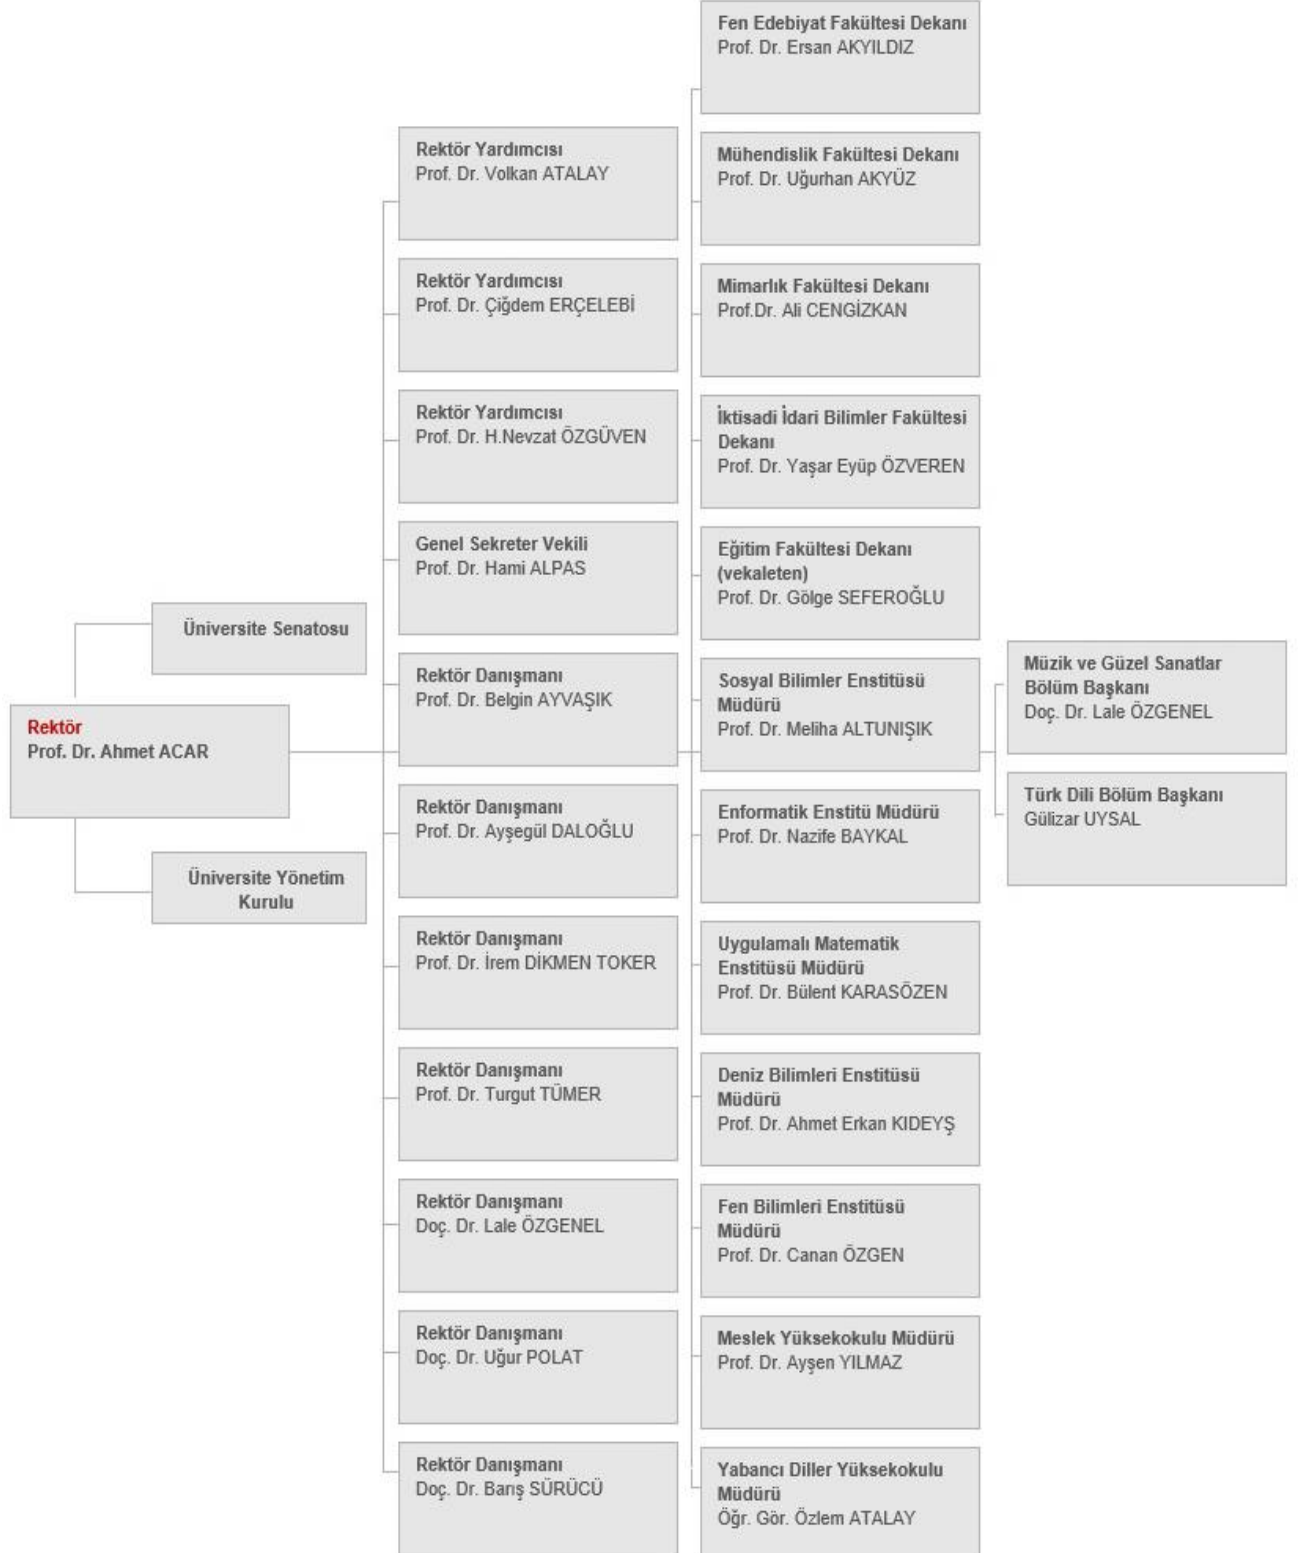 Üniversite Senatosu
Rektör
Prof. Dr. Ahmet ACAR
Üniversite Yönetim
Kurulu
Rektör Yardımcısı
Prof. Dr. Volkan ATALAY
Rektör Yardımcısı
Prof. Dr. Çiğdem ERÇELEBİ
Rektör Yardımcısı
Prof. Dr. H.Nevzat ÖZGÜVEN
Genel Sekreter Vekili
Prof. Dr. Hami ALPAS
Rektör Danışmanı
Prof. Dr. Belgin AYVAŞIK
Rektör Danışmanı
Prof. Dr. Ayşegül DALOĞLU
Rektör Danışmanı
Prof. Dr. İrem DİKMEN TOKER
Rektör Danışmanı
Prof. Dr. Turgut TÜMER
Rektör Danışmanı
Doç. Dr. Lale ÖZGENEL
Rektör Danışmanı
Doç. Dr. Uğur POLAT
Rektör Danışmanı
Doç. Dr. Barış SÜRÜCÜ
Fen Edebiyat Fakültesi Dekanı
Prof. Dr. Ersan AKYILDIZ
Mühendislik Fakültesi Dekanı
Prof. Dr. Uğurhan AKYÜZ
Mimarlık Fakültesi Dekanı
Prof.Dr. Ali CENGİZKAN
İktisadi İdari Bilimler Fakültesi
Dekanı
Prof. Dr. Yaşar Eyüp ÖZVEREN
Eğitim Fakültesi Dekanı
(vekaleten)
Prof. Dr. Gölge SEFEROĞLU
Sosyal Bilimler Enstitüsü
Müdürü
Prof. Dr. Meliha ALTUNIŞIK
Enformatik Enstitü Müdürü
Prof. Dr. Nazife BAYKAL
Uygulamalı Matematik
Enstitüsü Müdürü
Prof. Dr. Bülent KARASÖZEN
Deniz Bilimleri Enstitüsü
Müdürü
Prof. Dr. Ahmet Erkan KIDEYŞ
Fen Bilimleri Enstitüsü
Müdürü
Prof. Dr. Canan ÖZGEN
Meslek Yüksekokulu Müdürü
Prof. Dr. Ayşen YILMAZ
Yabancı Diller Yüksekokulu
Müdürü
Öğr. Gör. Özlem ATALAY
Müzik ve Güzel Sanatlar
Bölüm Başkanı
Doç. Dr. Lale ÖZGENEL
Türk Dili Bölüm Başkanı
Gülizar UYSAL